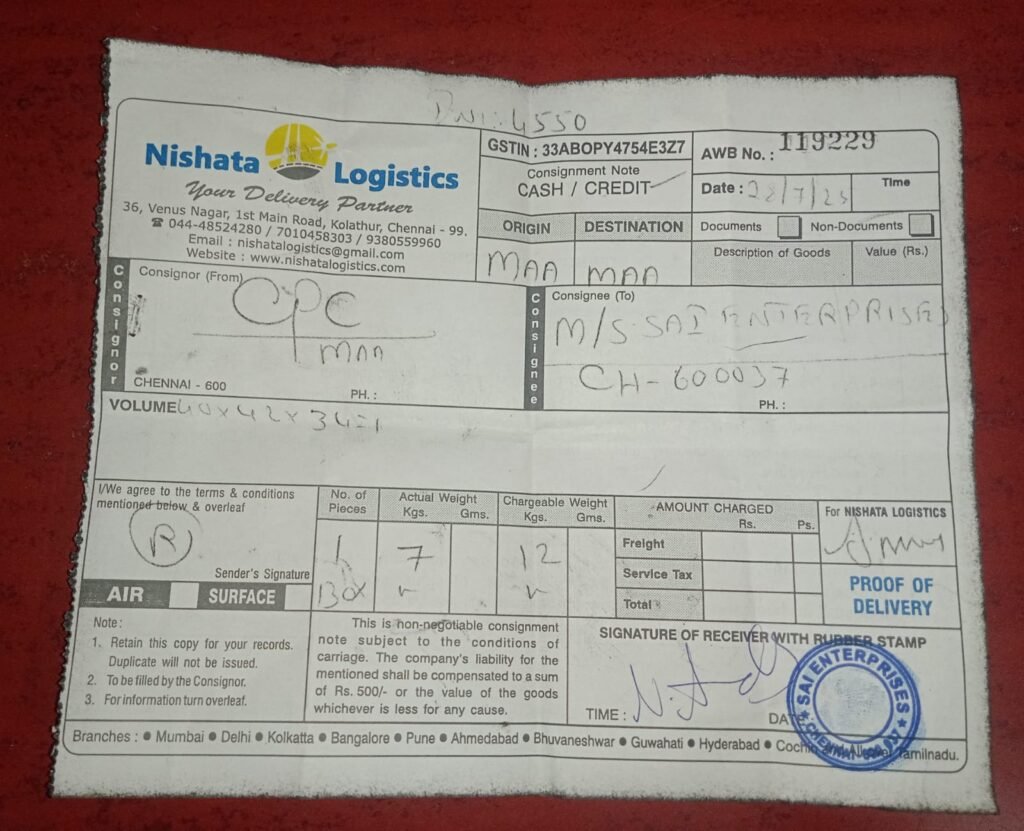 4550
Nishata Logistics
Your Delivery Partner
36, Venus Nagar, 1st Main Road, Kolathur, Chennai - 99.
☎ 044-48524280 / 7010458303 / 9380559960
Email : nishatalogistics@gmail.com
Website : www.nishatalogistics.com
GSTIN : 33ABOPY4754E3Z7
Consignment Note
CASH / CREDIT
AWB No. : 119229
Date : 28/7/25 Time
Documents Non-Documents
ORIGIN DESTINATION
MAA MAA
Description of Goods Value (Rs.)
Consignor
Consignor (From)
CPC
MAA
CHENNAI - 600 PH. :
Consignee
Consignee (To)
M/S. SAI ENTERPRISES
CH-600037
PH. :
VOLUME 40x42x34=1
I/We agree to the terms & conditions
mentioned below & overleaf
R
Sender's Signature
AIR SURFACE
No. of Pieces
1
Box
Actual Weight
Kgs. Gms.
7
Chargeable Weight
Kgs. Gms.
12
AMOUNT CHARGED
Rs. Ps.
Freight
Service Tax
Total
For NISHATA LOGISTICS
PROOF OF
DELIVERY
Note :
1. Retain this copy for your records.
Duplicate will not be issued.
2. To be filled by the Consignor.
3. For information turn overleaf.
This is non-negotiable consignment
note subject to the conditions of
carriage. The company's liability for the
mentioned shall be compensated to a sum
of Rs. 500/- or the value of the goods
whichever is less for any cause.
SIGNATURE OF RECEIVER WITH RUBBER STAMP
TIME : DATE
SAI ENTERPRISES
Branches : ● Mumbai ● Delhi ● Kolkatta ● Bangalore ● Pune ● Ahmedabad ● Bhuvaneshwar ● Guwahati ● Hyderabad ● Cochin Tamilnadu.